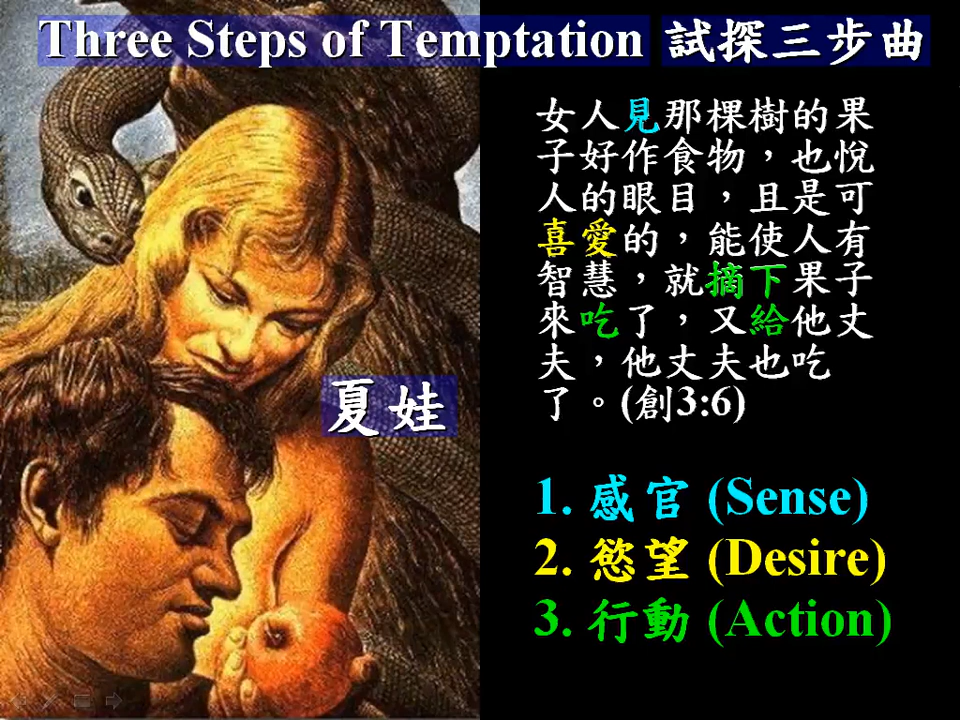 Three Steps of Temptation 試探三步曲
女人見那棵樹的果
子好作食物，也悅
人的眼目，且是可
喜愛的，能使人有
智慧，就摘下果子
來吃了，又給他丈
夫，他丈夫也吃
了。(創3:6)
夏娃
1. 感官 (Sense)
2. 慾望 (Desire)
3. 行動 (Action)